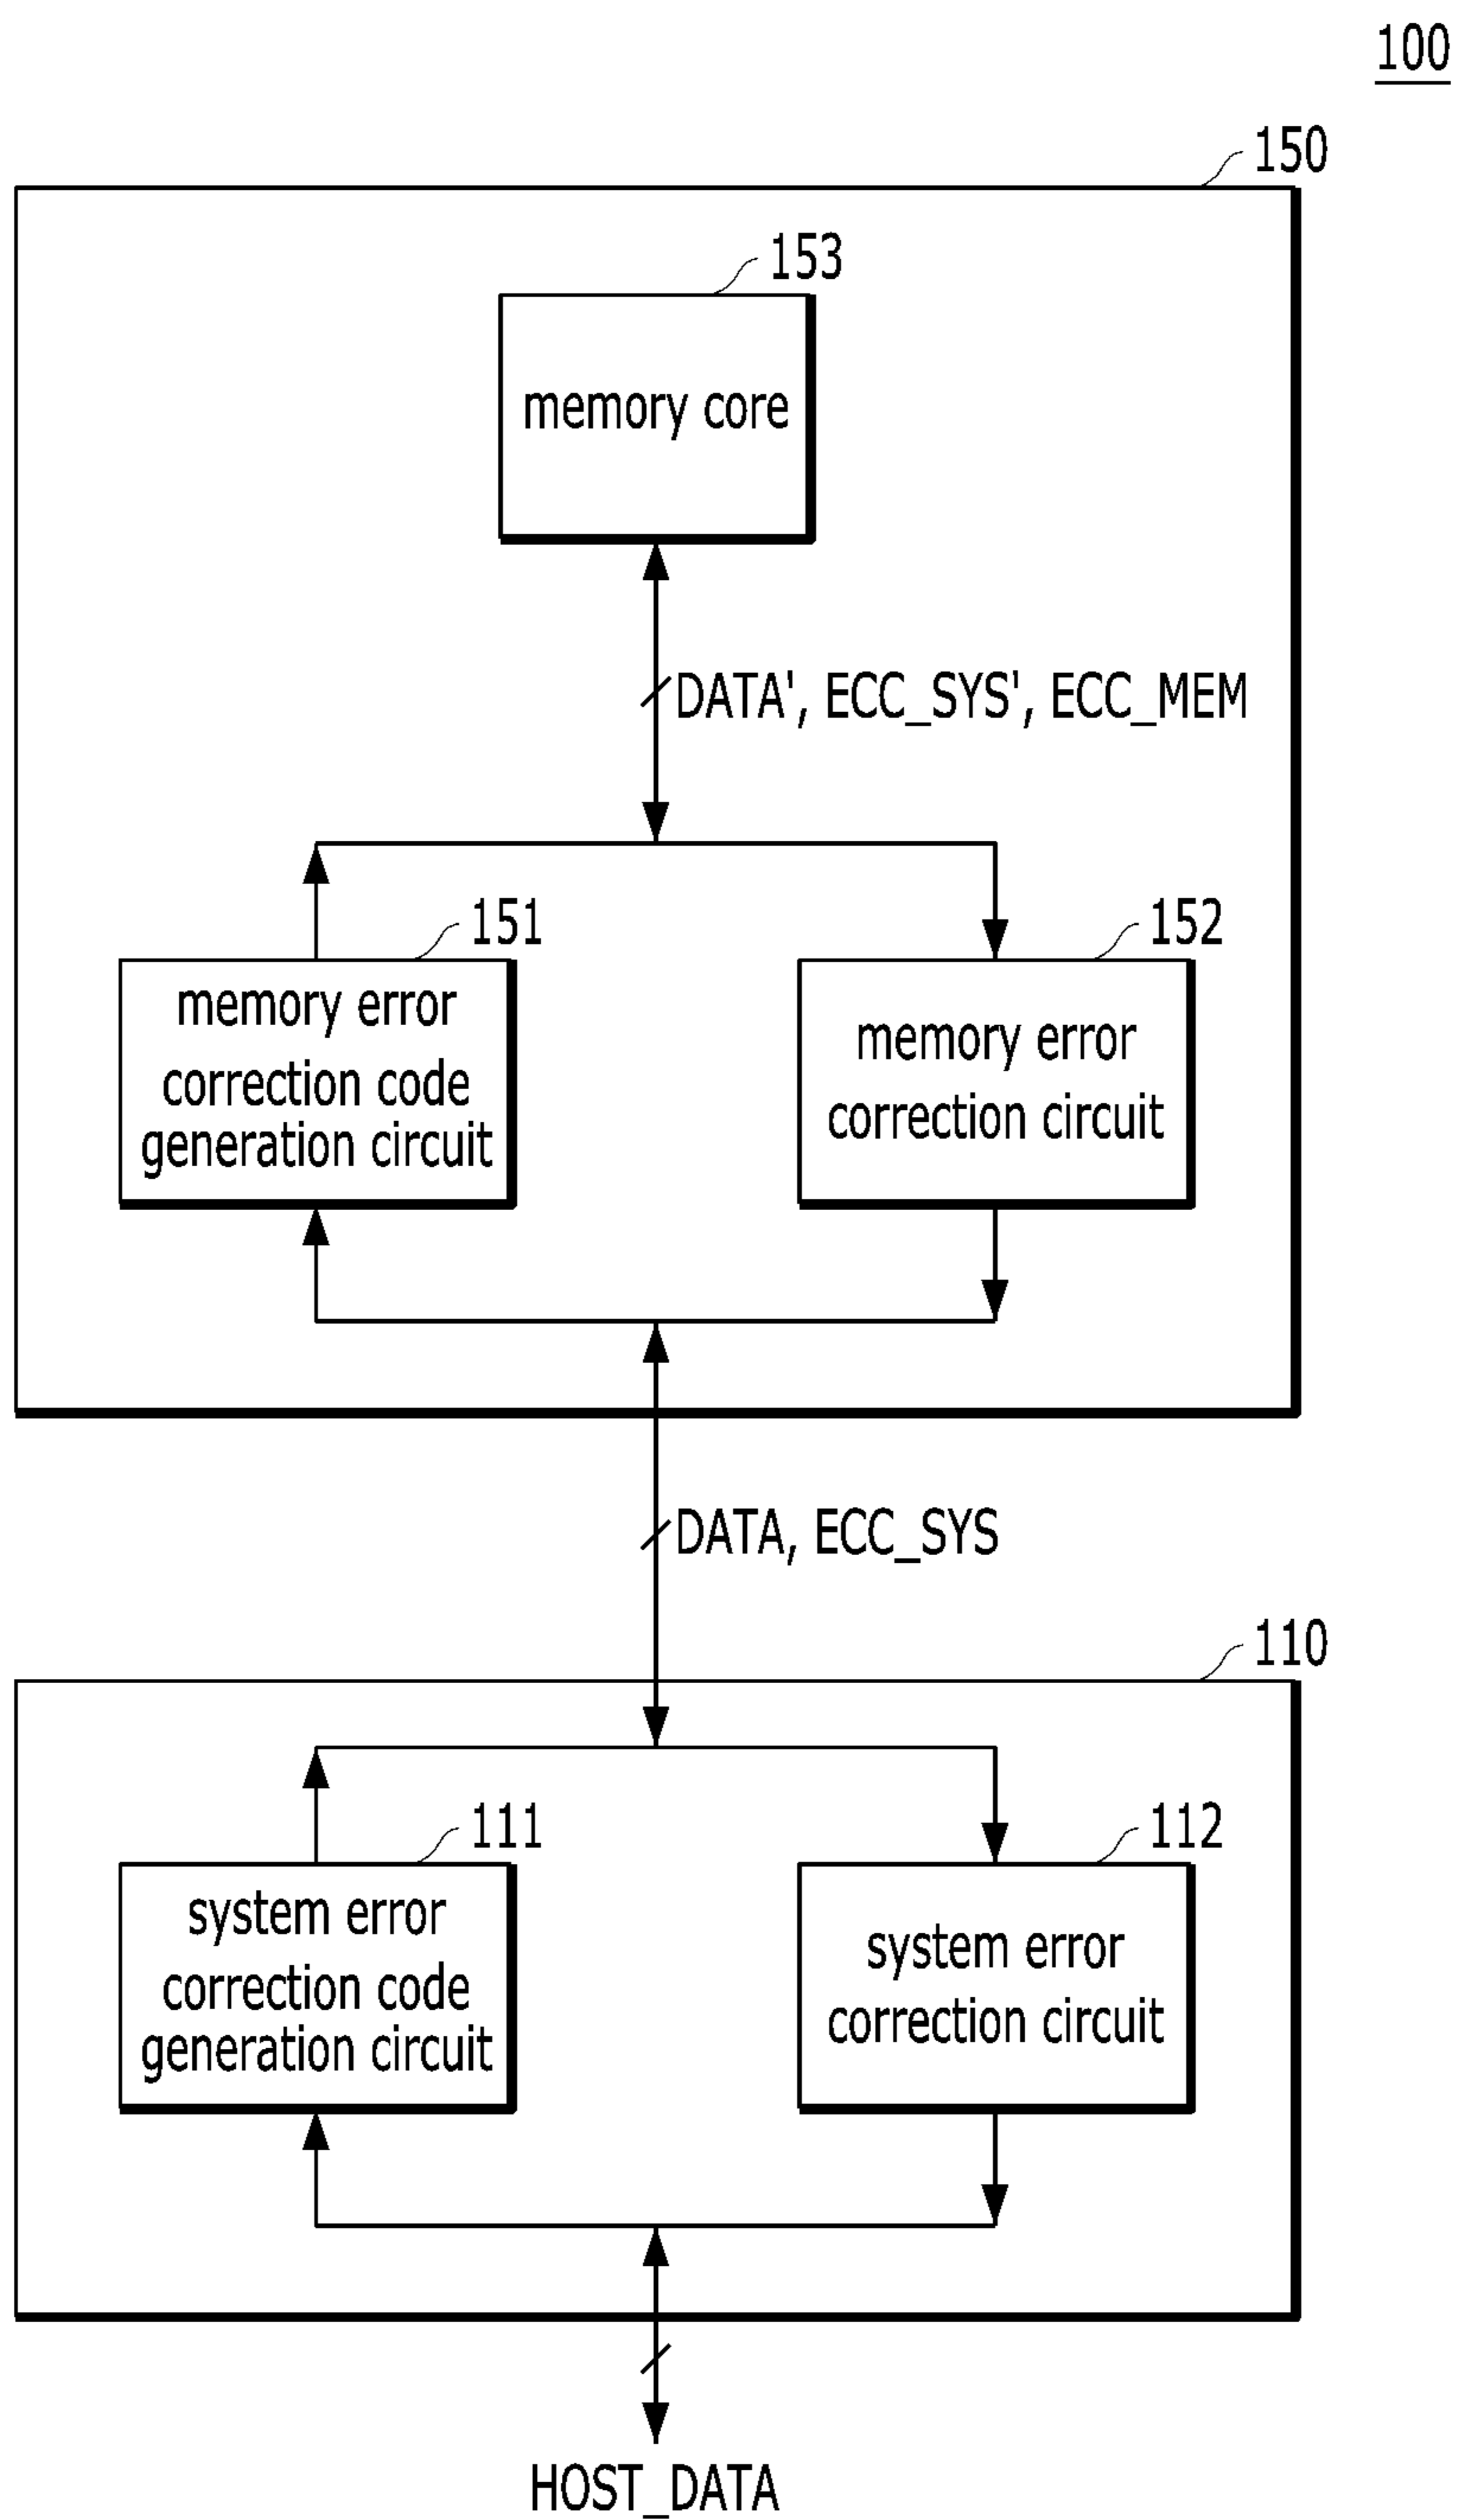 100
150
153
memory core
DATA', ECC_SYS', ECC_MEM
151
152
memory error
correction code
generation circuit
memory error
correction circuit
DATA, ECC_SYS
110
111
112
system error
correction code
generation circuit
system error
correction circuit
HOST_DATA